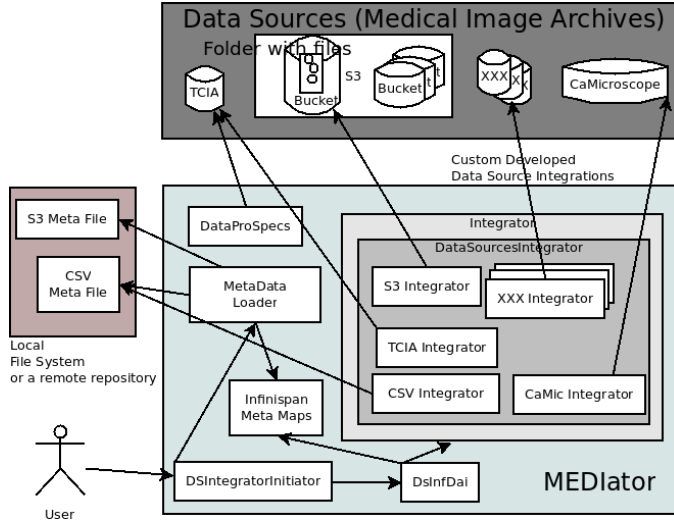 Data Sources (Medical Image Archives)
Folder with files
TCIA
Bucket
S3
Bucket
t
t
XXX
X
X
CaMicroscope
Custom Developed
Data Source Integrations
S3 Meta File
CSV
Meta File
Local
File System
or a remote repository
DataProSpecs
MetaData
Loader
Infinispan
Meta Maps
Integrator
DataSourcesIntegrator
S3 Integrator
XXX Integrator
TCIA Integrator
CSV Integrator
CaMic Integrator
DSIntegratorInitiator
DsInfDai
MEDIator
User